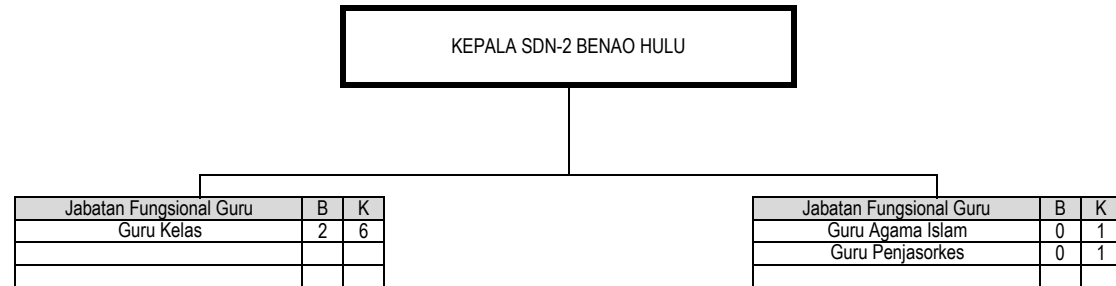 KEPALA SDN-2 BENAO HULU
Jabatan Fungsional Guru B K
Guru Kelas 2 6
Jabatan Fungsional Guru B K
Guru Agama Islam 0 1
Guru Penjasorkes 0 1